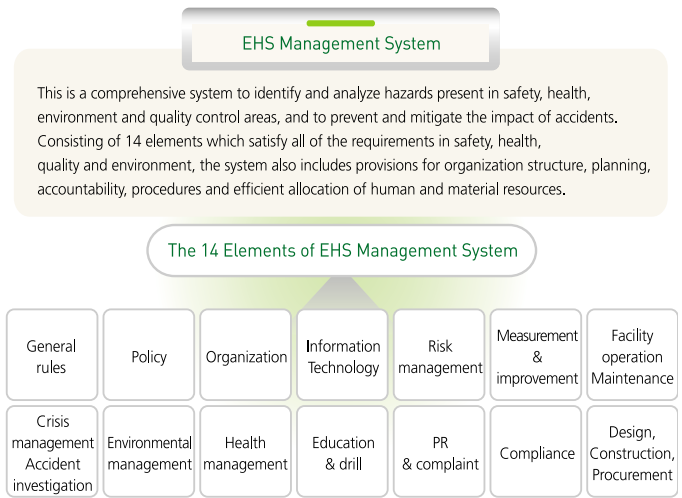 EHS Management System
This is a comprehensive system to identify and analyze hazards present in safety, health,
environment and quality control areas, and to prevent and mitigate the impact of accidents.
Consisting of 14 elements which satisfy all of the requirements in safety, health,
quality and environment, the system also includes provisions for organization structure, planning,
accountability, procedures and efficient allocation of human and material resources.
The 14 Elements of EHS Management System
General
rules
Policy
Organization
Information
Technology
Risk
management
Measurement
&
improvement
Facility
operation
Maintenance
Crisis
management
Accident
investigation
Environmental
management
Health
management
Education
& drill
PR
& complaint
Compliance
Design,
Construction,
Procurement